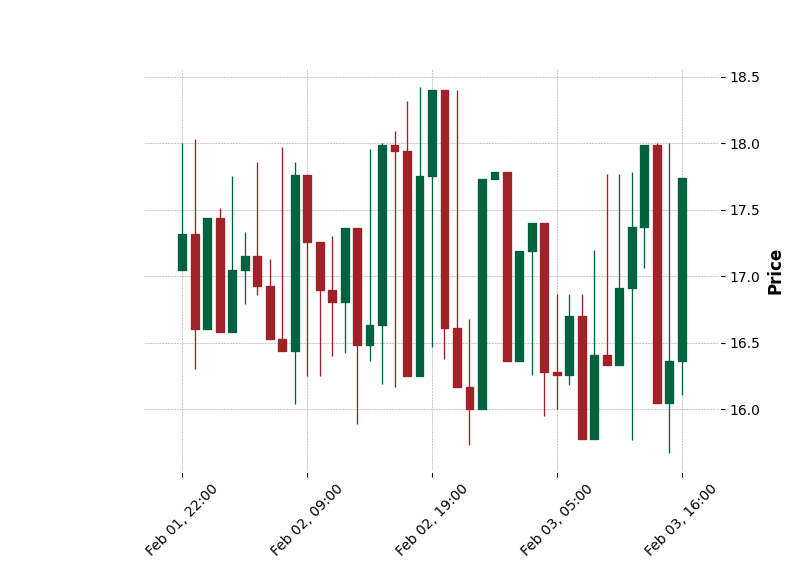 18.5
18.0
17.5
17.0
16.5
16.0
Price
Feb 01, 22:00
Feb 02, 09:00
Feb 02, 19:00
Feb 03, 05:00
Feb 03, 16:00